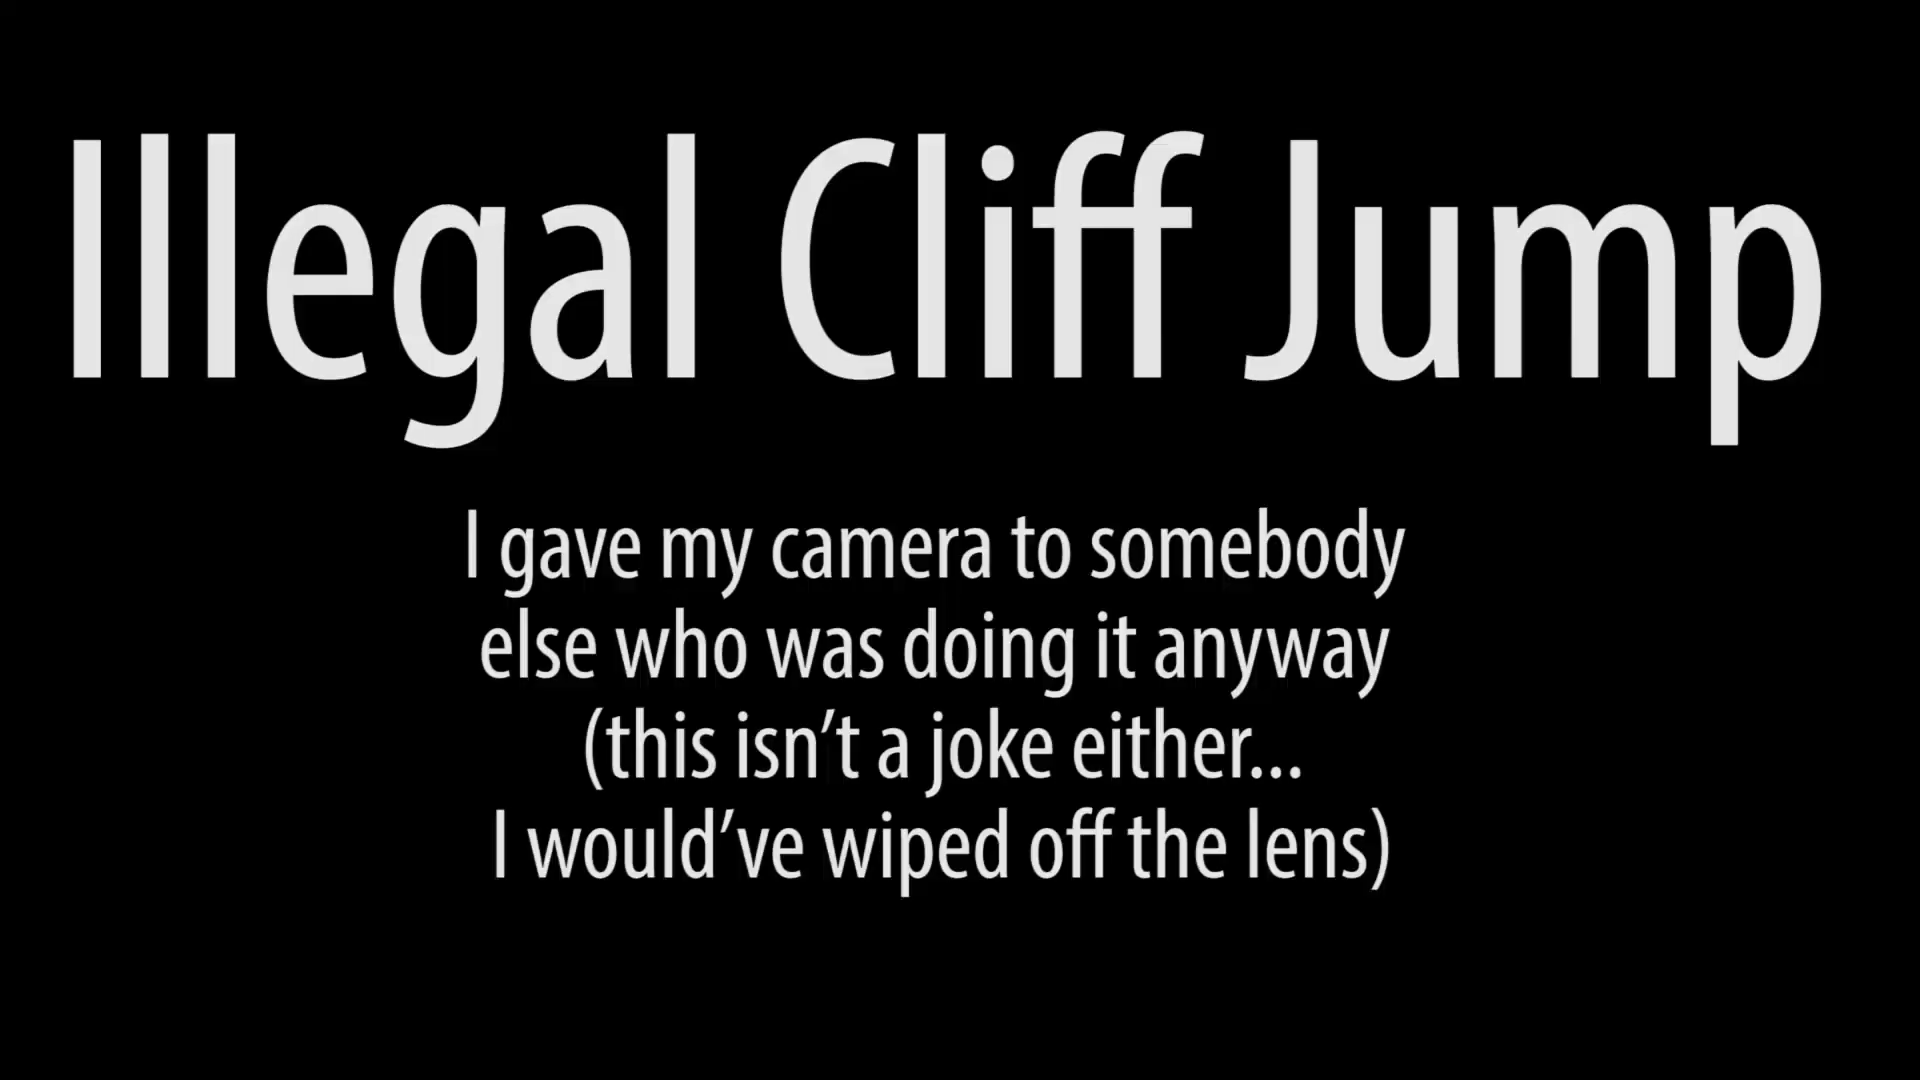 Illegal Cliff Jump
I gave my camera to somebody
else who was doing it anyway
(this isn’t a joke either...
I would’ve wiped off the lens)